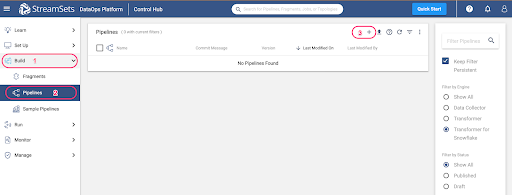 StreamSets DataOps Platform Control Hub
Search by Pipelines, Fragments, Jobs or Topologies
Quick Start
Learn
Set Up
Build 1
Fragments
Pipelines 2
Sample Pipelines
Run
Monitor
Manage
Pipelines
( 0 with current filters )
3
Name
Commit Message
Version
Last Modified On
Last Modified By
No Pipelines Found
Filter Pipelines
Keep Filter
Persistent
Filter by Engine
Show All
Data Collector
Transformer
Transformer for
Snowflake
Filter by Status
Show All
Published
Draft